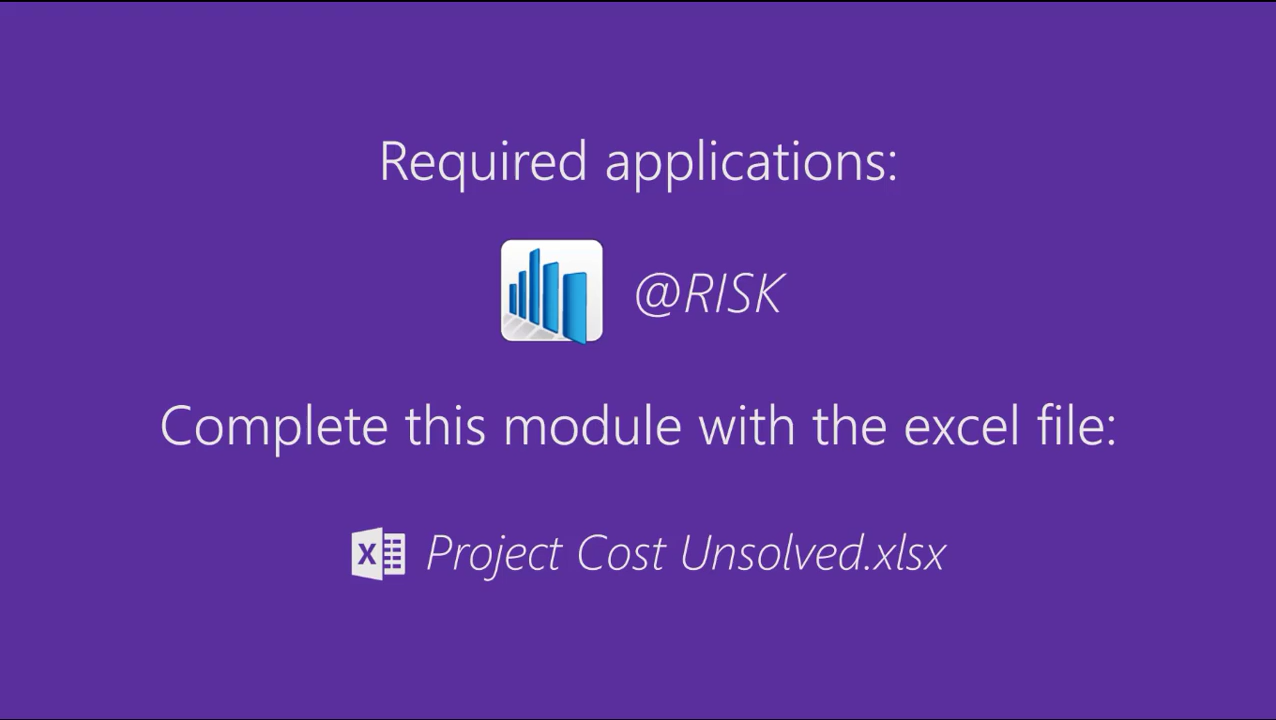 Required applications:
@RISK
Complete this module with the excel file:
X Project Cost Unsolved.xlsx